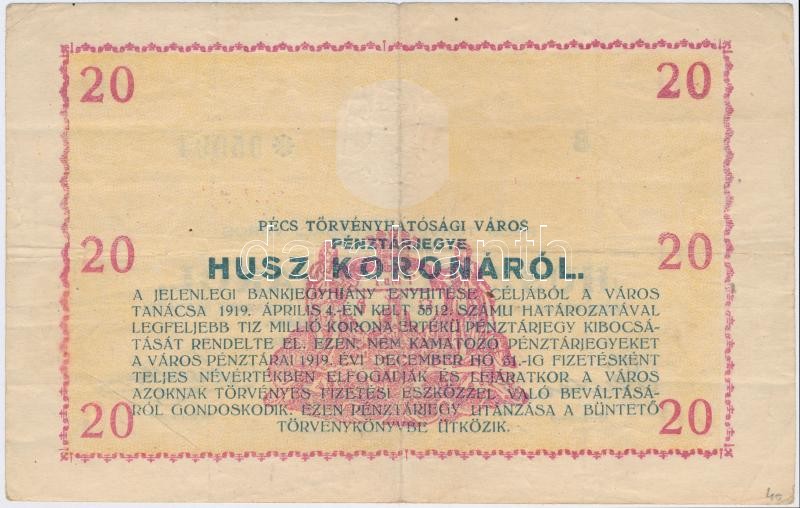 20 20
PÉCS TÖRVÉNYHATÓSÁGI VÁROS
PÉNZTÁRJEGYE
20 HUSZ KORONÁRÓL. 20
A JELENLEGI BANKJEGYHIÁNY ENYHITÉSE CÉLJÁBÓL A VÁROS
TANÁCSA 1919. ÁPRILIS 4.-ÉN KELT 5512. SZÁMU HATÁROZATÁVAL
LEGFELJEBB TIZ MILLIÓ KORONA ÉRTÉKÜ PÉNZTÁRJEGY KIBOCSÁ-
TÁSÁT RENDELTE EL. EZEN, NEM KAMATOZÓ PÉNZTÁRJEGYEKET
A VÁROS PÉNZTÁRAI 1919. ÉVI DECEMBER HÓ 31.-IG FIZETÉSKÉNT
TELJES NÉVÉRTÉKBEN ELFOGADJÁK ÉS LEJÁRATKOR A VÁROS
AZOKNAK TÖRVÉNYES FIZETÉSI ESZKÖZZEL VALÓ BEVÁLTÁSÁ-
RÓL GONDOSKODIK. EZEN PÉNZTÁRJEGY UTÁNZÁSA A BÜNTETŐ
TÖRVÉNYKÖNYVBE ÜTKÖZIK.
20 20
darabanth